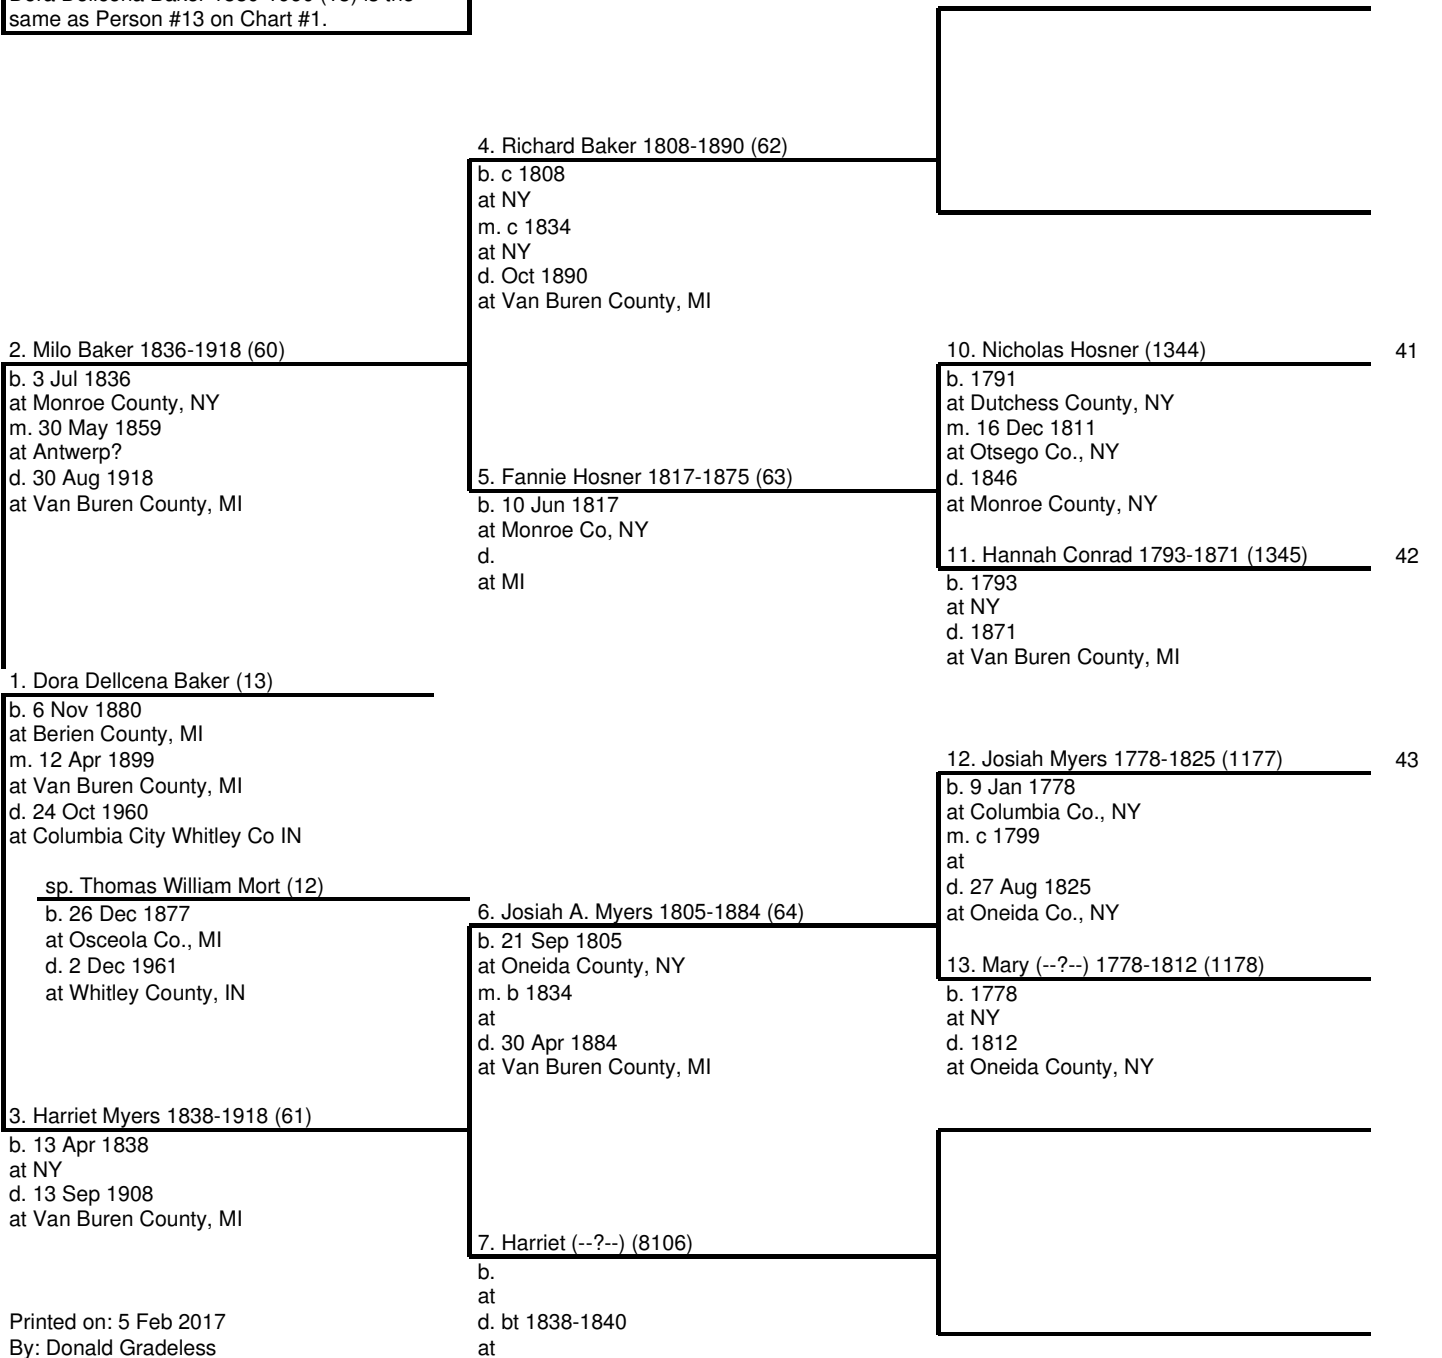 same as Person #13 on Chart #1.
4. Richard Baker 1808-1890 (62)
b. c 1808
at NY
m. c 1834
at NY
d. Oct 1890
at Van Buren County, MI
2. Milo Baker 1836-1918 (60)
b. 3 Jul 1836
at Monroe County, NY
m. 30 May 1859
at Antwerp?
d. 30 Aug 1918
at Van Buren County, MI
10. Nicholas Hosner (1344) 41
b. 1791
at Dutchess County, NY
m. 16 Dec 1811
at Otsego Co., NY
d. 1846
at Monroe County, NY
5. Fannie Hosner 1817-1875 (63)
b. 10 Jun 1817
at Monroe Co, NY
d.
at MI
11. Hannah Conrad 1793-1871 (1345) 42
b. 1793
at NY
d. 1871
at Van Buren County, MI
1. Dora Dellcena Baker (13)
b. 6 Nov 1880
at Berien County, MI
m. 12 Apr 1899
at Van Buren County, MI
d. 24 Oct 1960
at Columbia City Whitley Co IN
sp. Thomas William Mort (12)
b. 26 Dec 1877
at Osceola Co., MI
d. 2 Dec 1961
at Whitley County, IN
12. Josiah Myers 1778-1825 (1177) 43
b. 9 Jan 1778
at Columbia Co., NY
m. c 1799
at
d. 27 Aug 1825
at Oneida Co., NY
6. Josiah A. Myers 1805-1884 (64)
b. 21 Sep 1805
at Oneida County, NY
m. b 1834
at
d. 30 Apr 1884
at Van Buren County, MI
13. Mary (--?--) 1778-1812 (1178)
b. 1778
at NY
d. 1812
at Oneida County, NY
3. Harriet Myers 1838-1918 (61)
b. 13 Apr 1838
at NY
d. 13 Sep 1908
at Van Buren County, MI
7. Harriet (--?--) (8106)
b.
at
d. bt 1838-1840
at
Printed on: 5 Feb 2017
By: Donald Gradeless